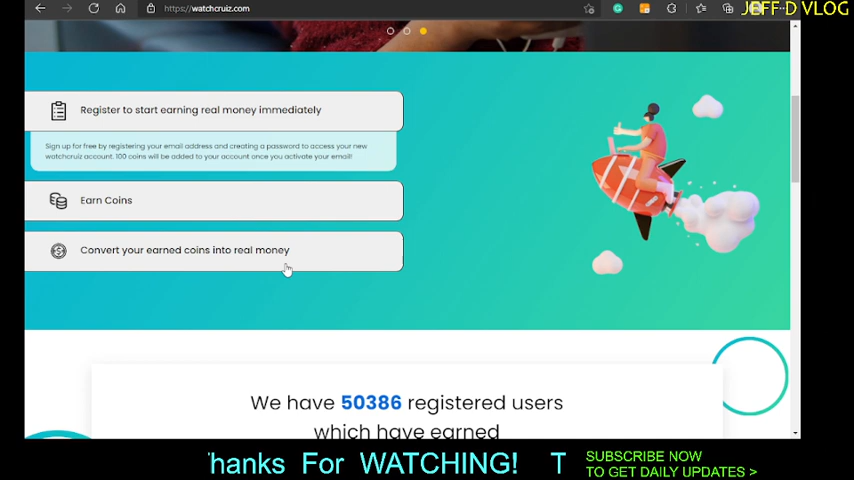 https://watchcruiz.com
JEFF D VLOG
Register to start earning real money immediately
Sign up for free by registering your email address and creating a password to access your new
watchcruiz account. 100 coins will be added to your account once you activate your email!
Earn Coins
Convert your earned coins into real money
We have 50386 registered users
which have earned
hanks For WATCHING! T
SUBSCRIBE NOW
TO GET DAILY UPDATES >